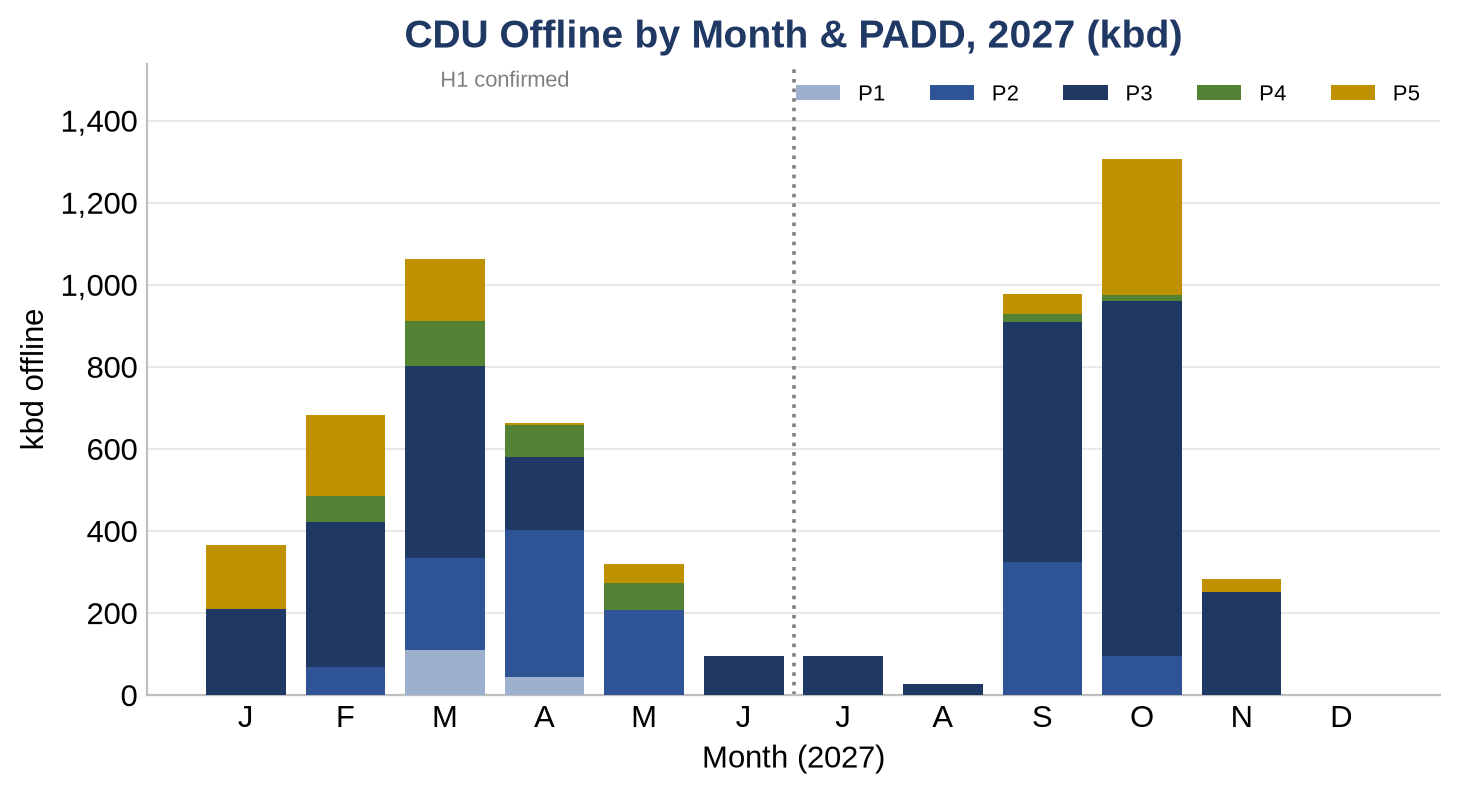 CDU Offline by Month & PADD, 2027 (kbd)
H1 confirmed
P1 P2 P3 P4 P5
1,400
1,200
1,000
800
600
400
200
0
kbd offline
J F M A M J J A S O N D
Month (2027)